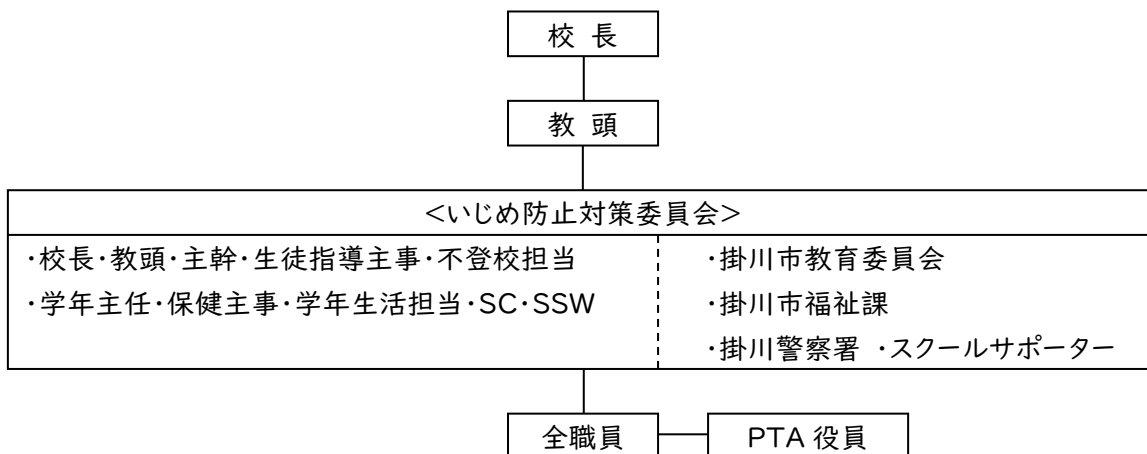 校 長
教 頭
<いじめ防止対策委員会>
・校長・教頭・主幹・生徒指導主事・不登校担当
・学年主任・保健主事・学年生活担当・SC・SSW
・掛川市教育委員会
・掛川市福祉課
・掛川警察署 ・スクールサポーター
全職員
PTA 役員